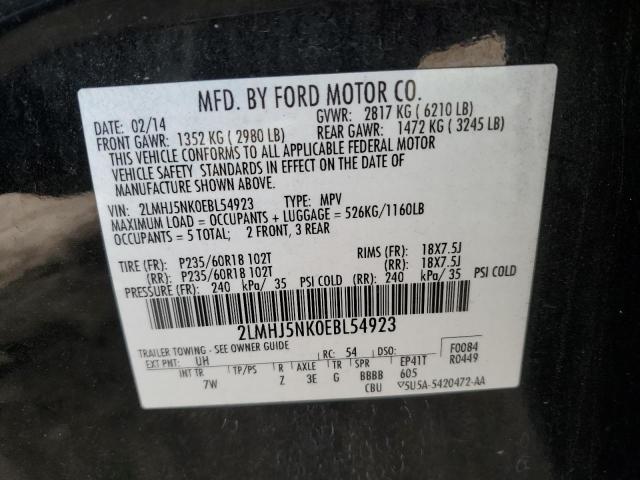 MFD. BY FORD MOTOR CO.
DATE: 02/14 GVWR: 2817 KG ( 6210 LB)
FRONT GAWR: 1352 KG ( 2980 LB) REAR GAWR: 1472 KG ( 3245 LB)
THIS VEHICLE CONFORMS TO ALL APPLICABLE FEDERAL MOTOR
VEHICLE SAFETY STANDARDS IN EFFECT ON THE DATE OF
MANUFACTURE SHOWN ABOVE.
VIN: 2LMHJ5NK0EBL54923 TYPE: MPV
MAXIMUM LOAD = OCCUPANTS + LUGGAGE = 526KG/1160LB
OCCUPANTS = 5 TOTAL; 2 FRONT, 3 REAR
TIRE (FR): P235/60R18 102T RIMS (FR): 18X7.5J
(RR): P235/60R18 102T (RR): 18X7.5J
PRESSURE (FR): 240 kPa/ 35 PSI COLD (RR): 240 kPa/ 35 PSI COLD
2LMHJ5NK0EBL54923
TRAILER TOWING - SEE OWNER GUIDE
EXT PNT: UH RC: 54 DSO: F0084
INT TR TP/PS R AXLE TR SPR EP41T R0449
7W Z 3E G BBBB 605
CBU 5U5A-5420472-AA